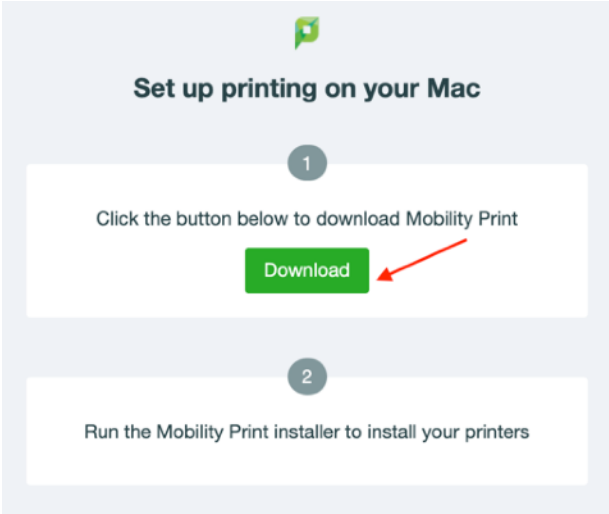 Set up printing on your Mac
1
Click the button below to download Mobility Print
Download
2
Run the Mobility Print installer to install your printers